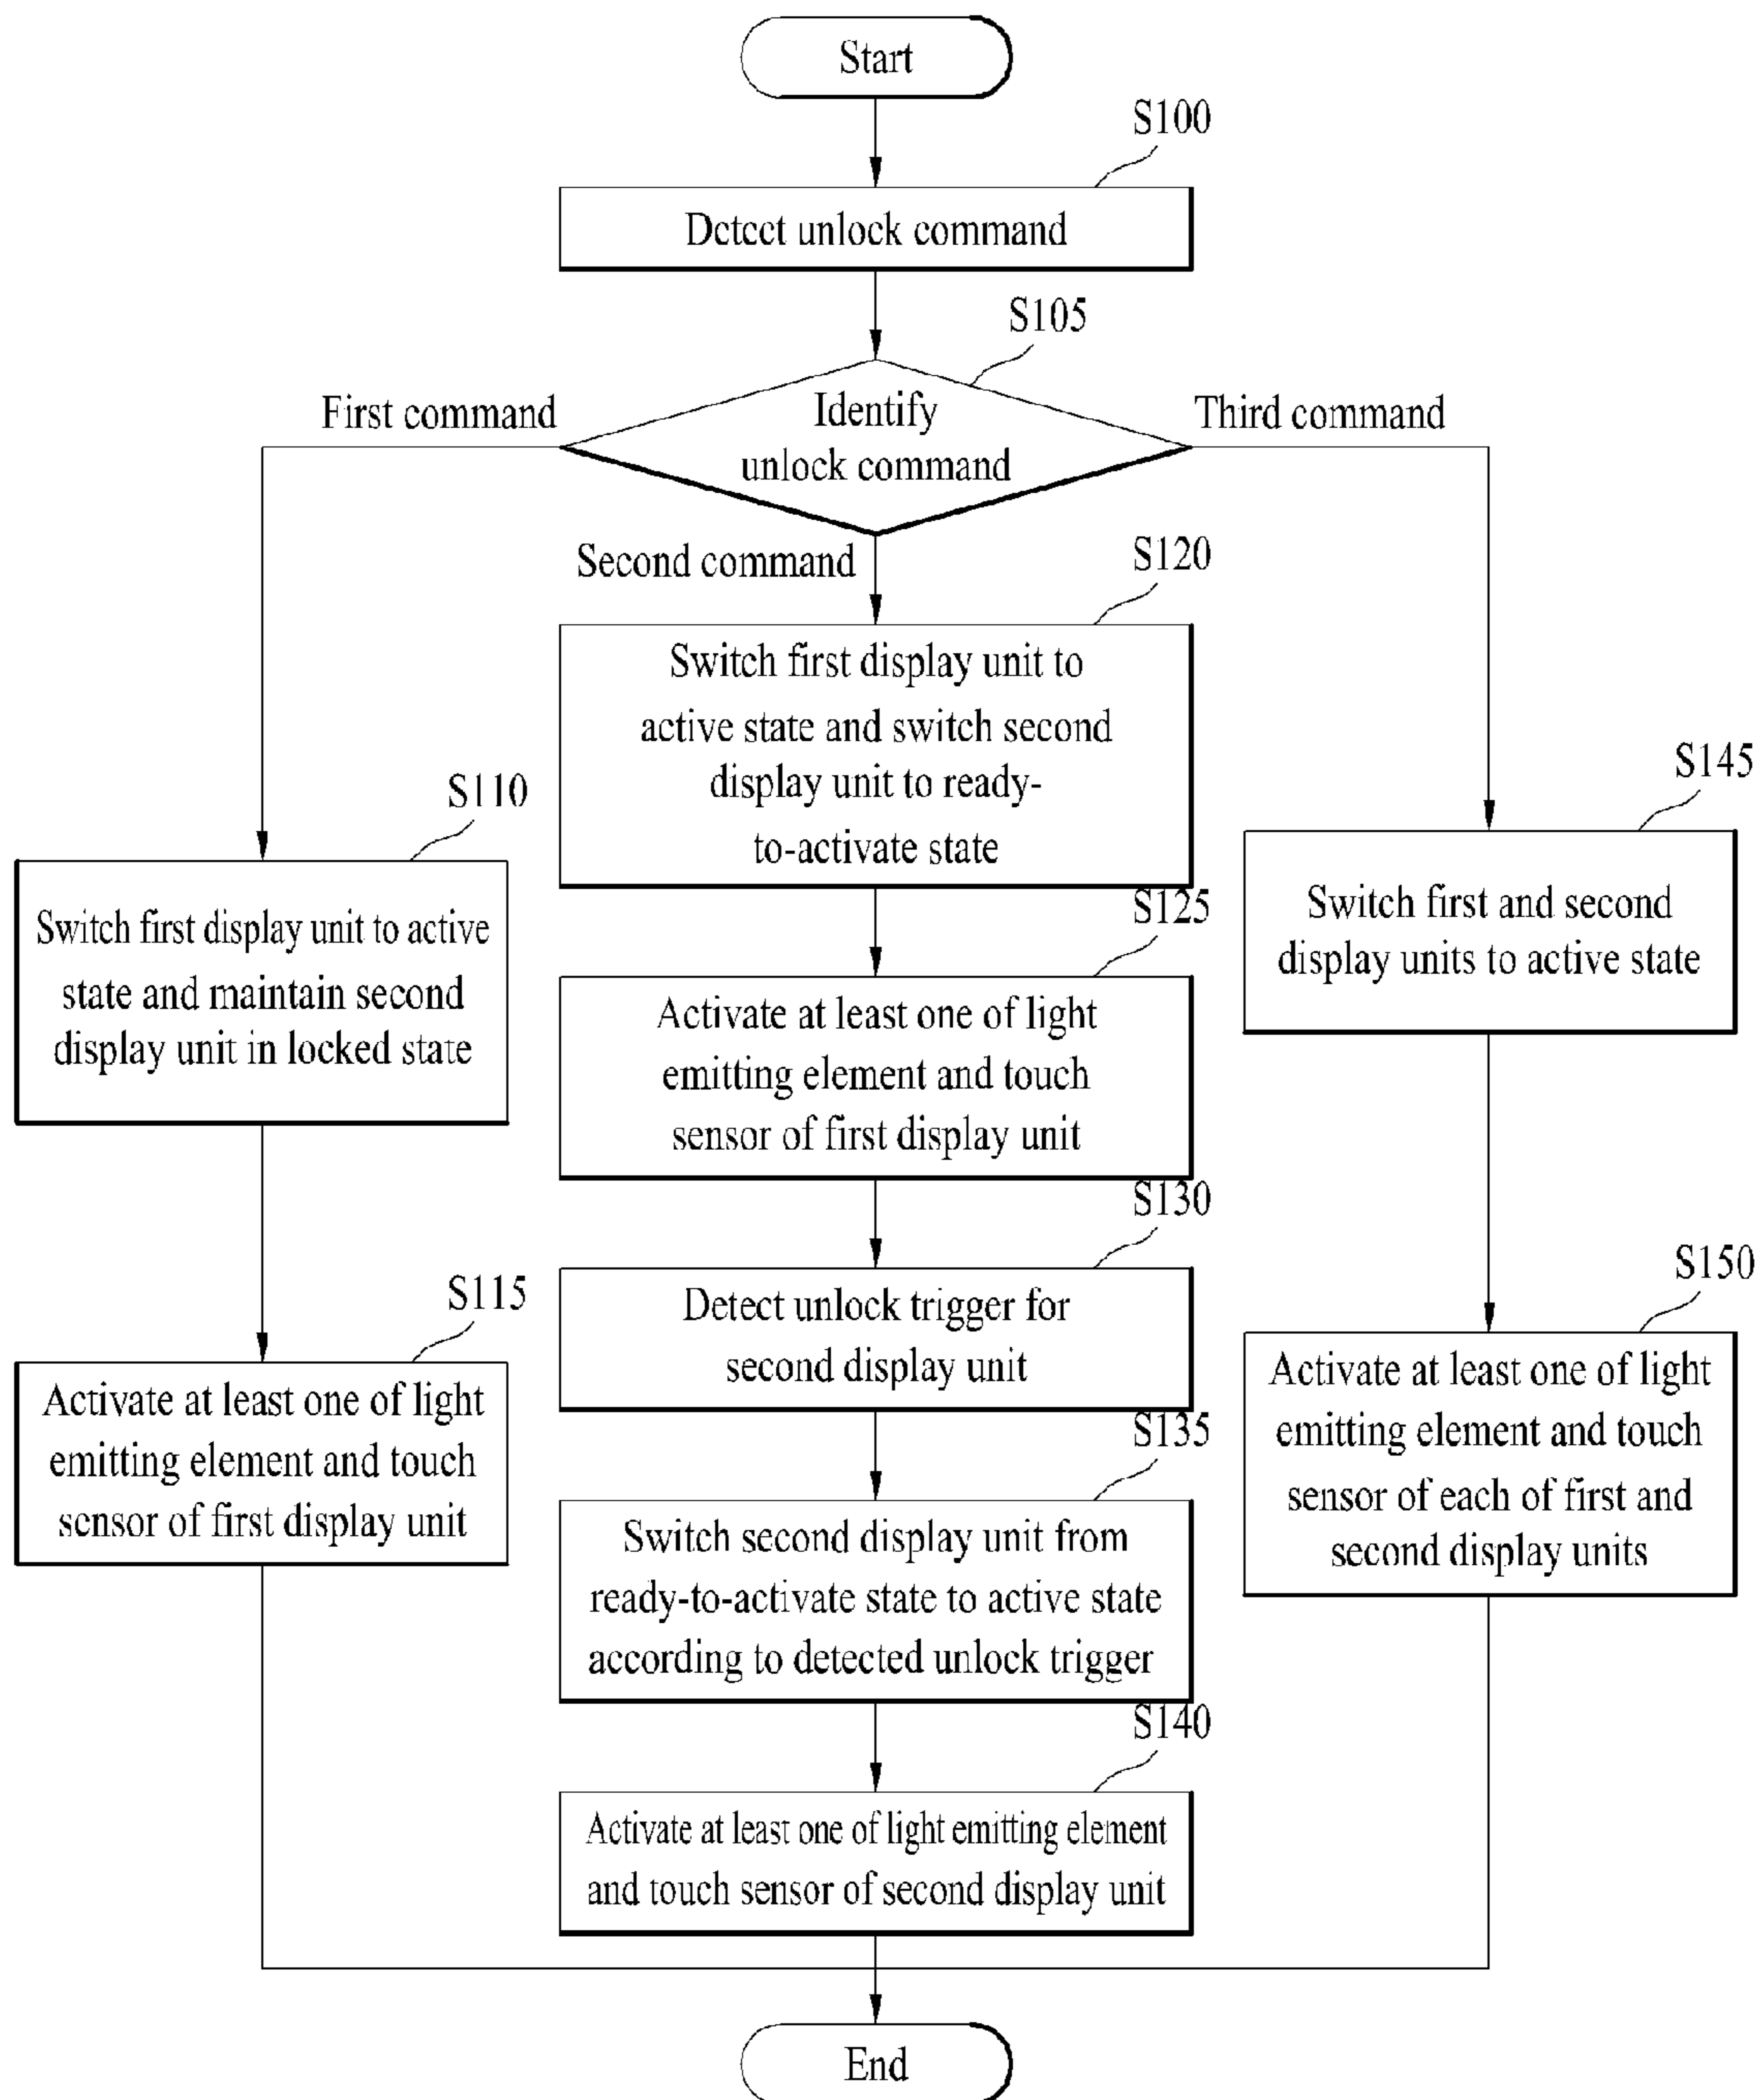 Start
S100
Detect unlock command
S105
First command
Identify
unlock command
Third command
Second command
S120
Switch first display unit to
active state and switch second
display unit to ready-
to-activate state
S110
Switch first display unit to active
state and maintain second
display unit in locked state
S145
Switch first and second
display units to active state
S125
Activate at least one of light
emitting element and touch
sensor of first display unit
S130
Detect unlock trigger for
second display unit
S115
Activate at least one of light
emitting element and touch
sensor of first display unit
S150
Activate at least one of light
emitting element and touch
sensor of each of first and
second display units
S135
Switch second display unit from
ready-to-activate state to active state
according to detected unlock trigger
S140
Activate at least one of light emitting element
and touch sensor of second display unit
End